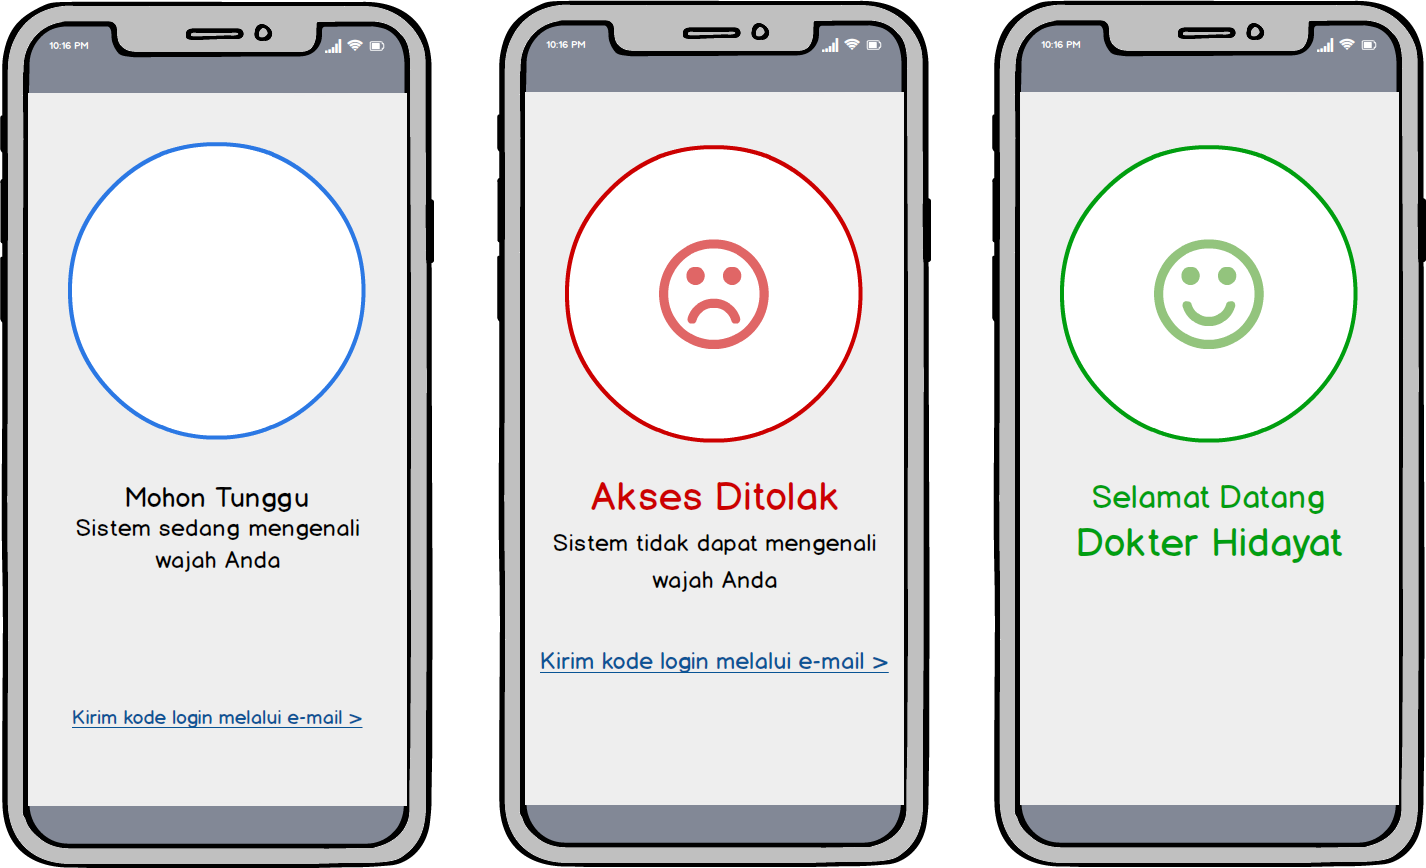 10:16 PM
Mohon Tunggu
Sistem sedang mengenali
wajah Anda
Kirim kode login melalui e-mail >
10:16 PM
Akses Ditolak
Sistem tidak dapat mengenali
wajah Anda
Kirim kode login melalui e-mail >
10:16 PM
Selamat Datang
Dokter Hidayat